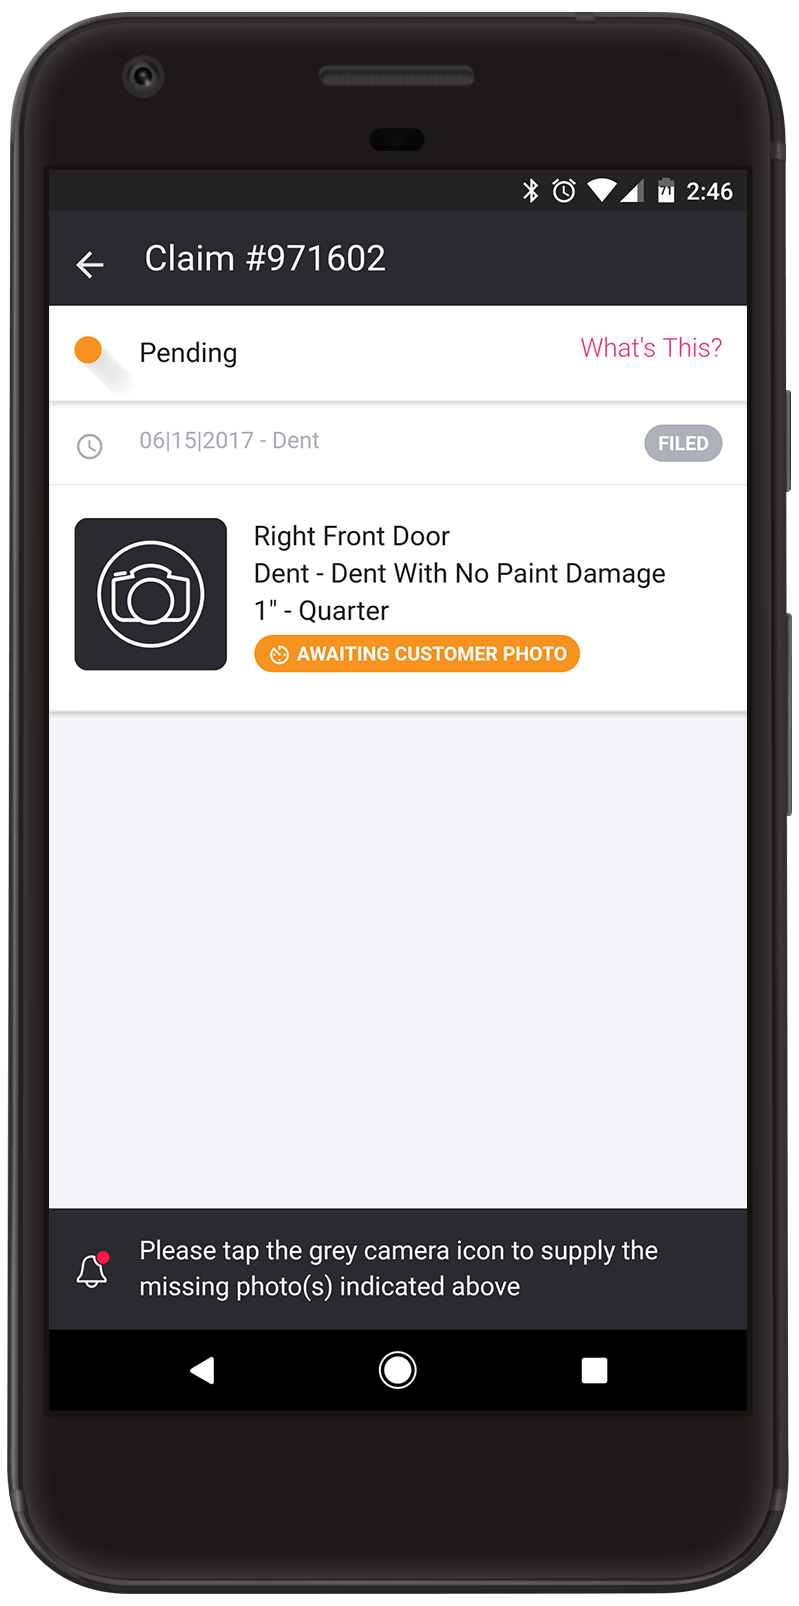 71 2:46
Claim #971602
Pending
What's This?
06|15|2017 - Dent
FILED
Right Front Door
Dent - Dent With No Paint Damage
1" - Quarter
AWAITING CUSTOMER PHOTO
Please tap the grey camera icon to supply the
missing photo(s) indicated above